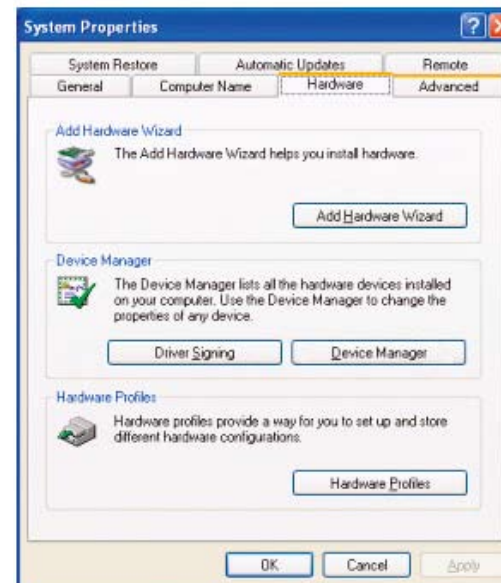 System Properties
System Restore Automatic Updates Remote
General Computer Name Hardware Advanced
Add Hardware Wizard
The Add Hardware Wizard helps you install hardware.
Add Hardware Wizard
Device Manager
The Device Manager lists all the hardware devices installed
on your computer. Use the Device Manager to change the
properties of any device.
Driver Signing Device Manager
Hardware Profiles
Hardware profiles provide a way for you to set up and store
different hardware configurations.
Hardware Profiles
OK Cancel Apply